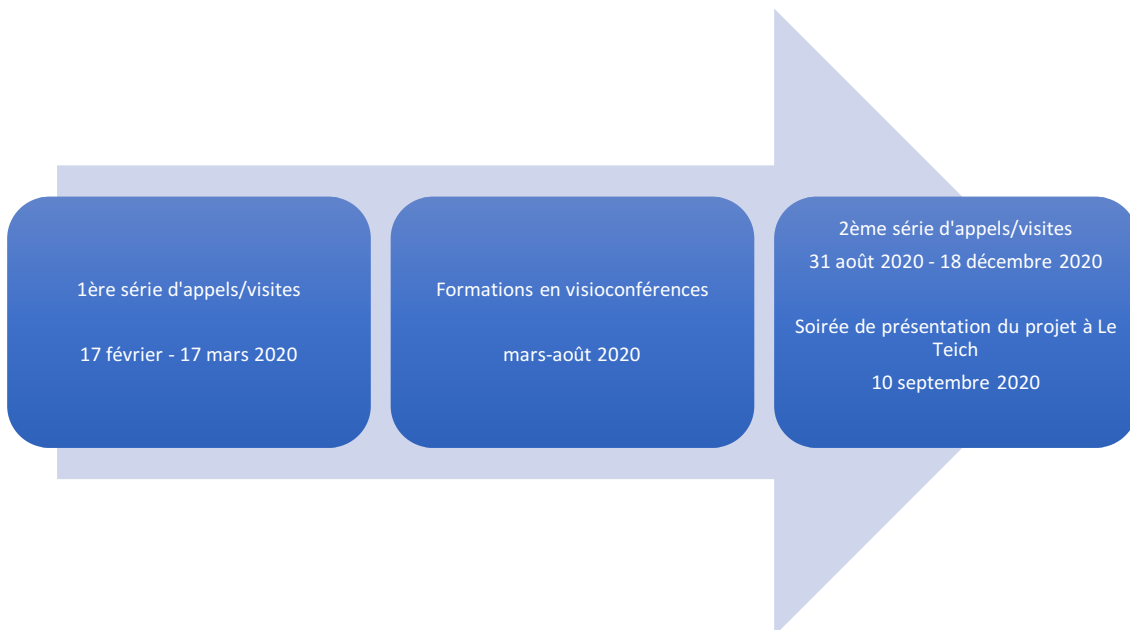 1ère série d'appels/visites
17 février - 17 mars 2020
Formations en visioconférences
mars-août 2020
2ème série d'appels/visites
31 août 2020 - 18 décembre 2020
Soirée de présentation du projet à Le
Teich
10 septembre 2020